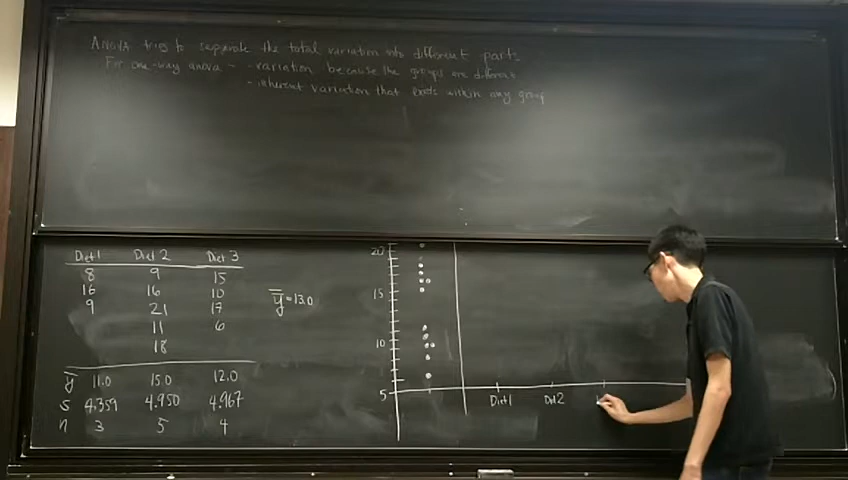 ANOVA tries to separate the total variation into different parts
For one-way anova - - variation because the groups are different
- inherent variation that exists within any group
Diet 1 Diet 2 Diet 3
8 9 15
16 16 10
9 21 17
11 6
18
y 11.0 15.0 12.0
s 4.359 4.950 4.967
n 3 5 4
y = 13.0
20
15
10
5
Diet 1 Diet 2